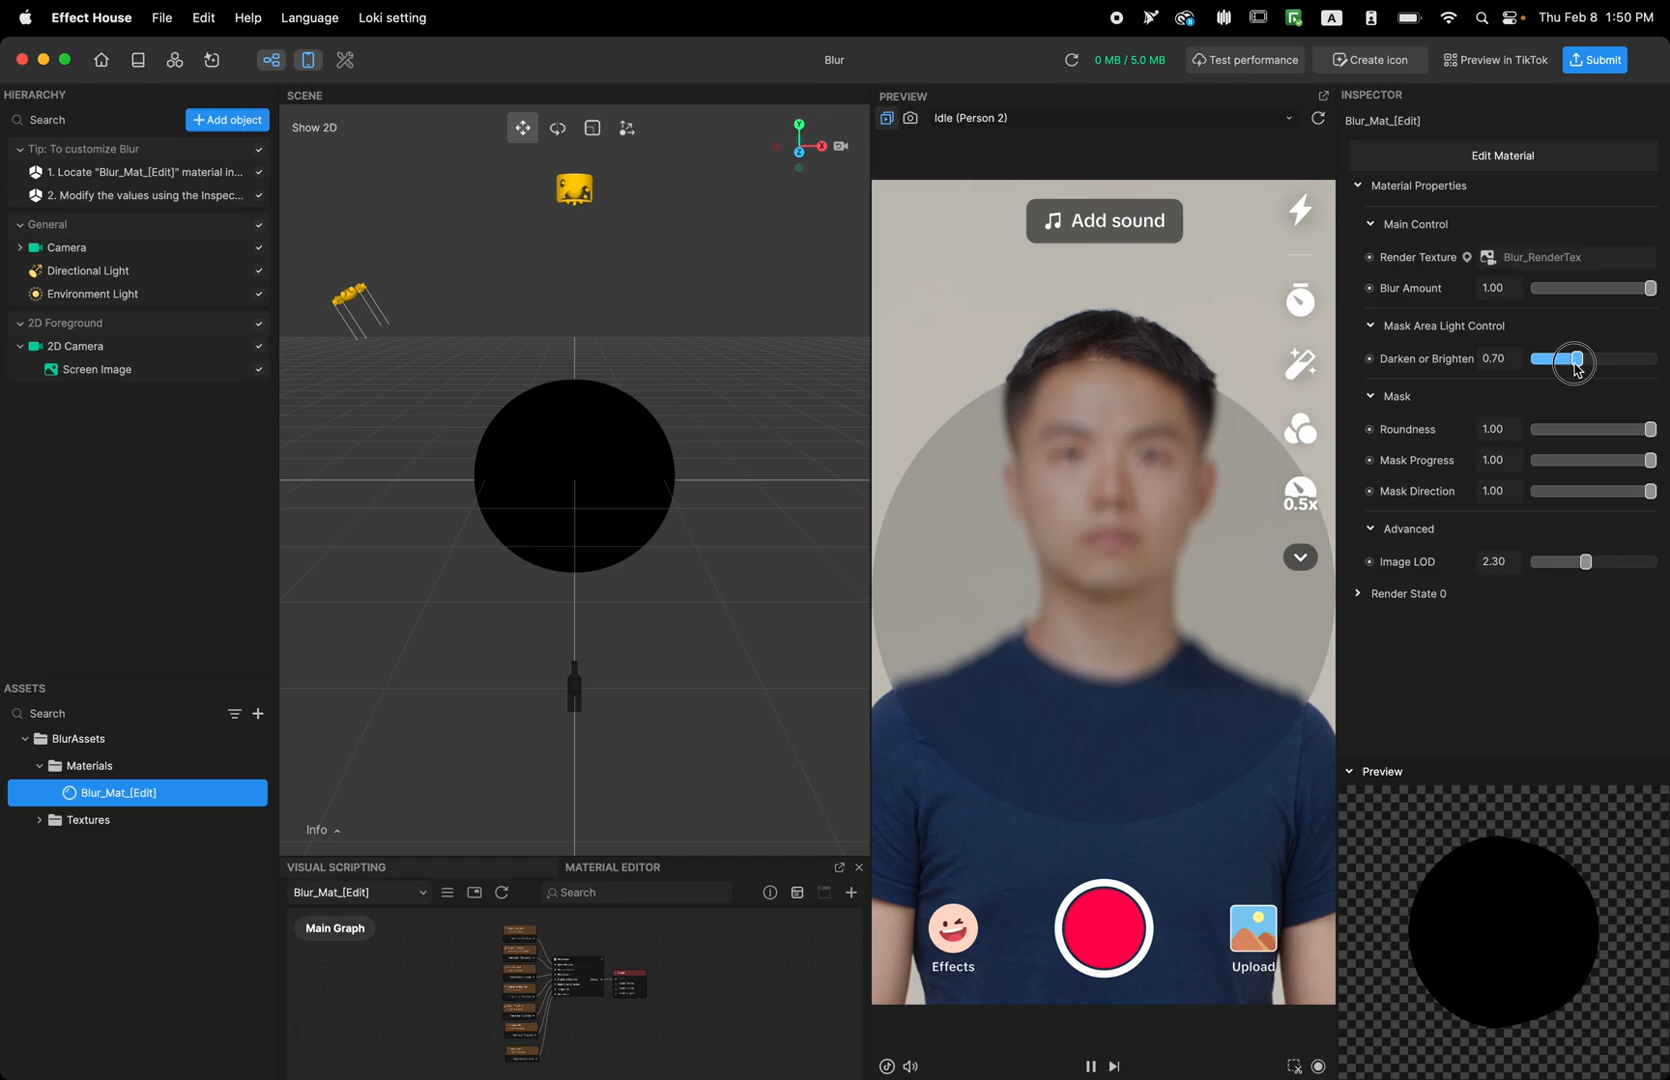 Effect House File Edit Help Language Loki setting
A
Thu Feb 8 1:50 PM
Blur
0 MB / 5.0 MB
Test performance
Create icon
Preview in TikTok
Submit
HIERARCHY
Search
+ Add object
Tip: To customize Blur
1. Locate "Blur_Mat_[Edit]" material in...
2. Modify the values using the Inspec...
General
Camera
Directional Light
Environment Light
2D Foreground
2D Camera
Screen Image
ASSETS
Search
BlurAssets
Materials
Blur_Mat_[Edit]
Textures
SCENE
Show 2D
Y
X
Z
Info
VISUAL SCRIPTING
MATERIAL EDITOR
Blur_Mat_[Edit]
Search
Main Graph
PREVIEW
Idle (Person 2)
Add sound
0.5x
Effects
Upload
INSPECTOR
Blur_Mat_[Edit]
Edit Material
Material Properties
Main Control
Render Texture Blur_RenderTex
Blur Amount 1.00
Mask Area Light Control
Darken or Brighten 0.70
Mask
Roundness 1.00
Mask Progress 1.00
Mask Direction 1.00
Advanced
Image LOD 2.30
Render State 0
Preview